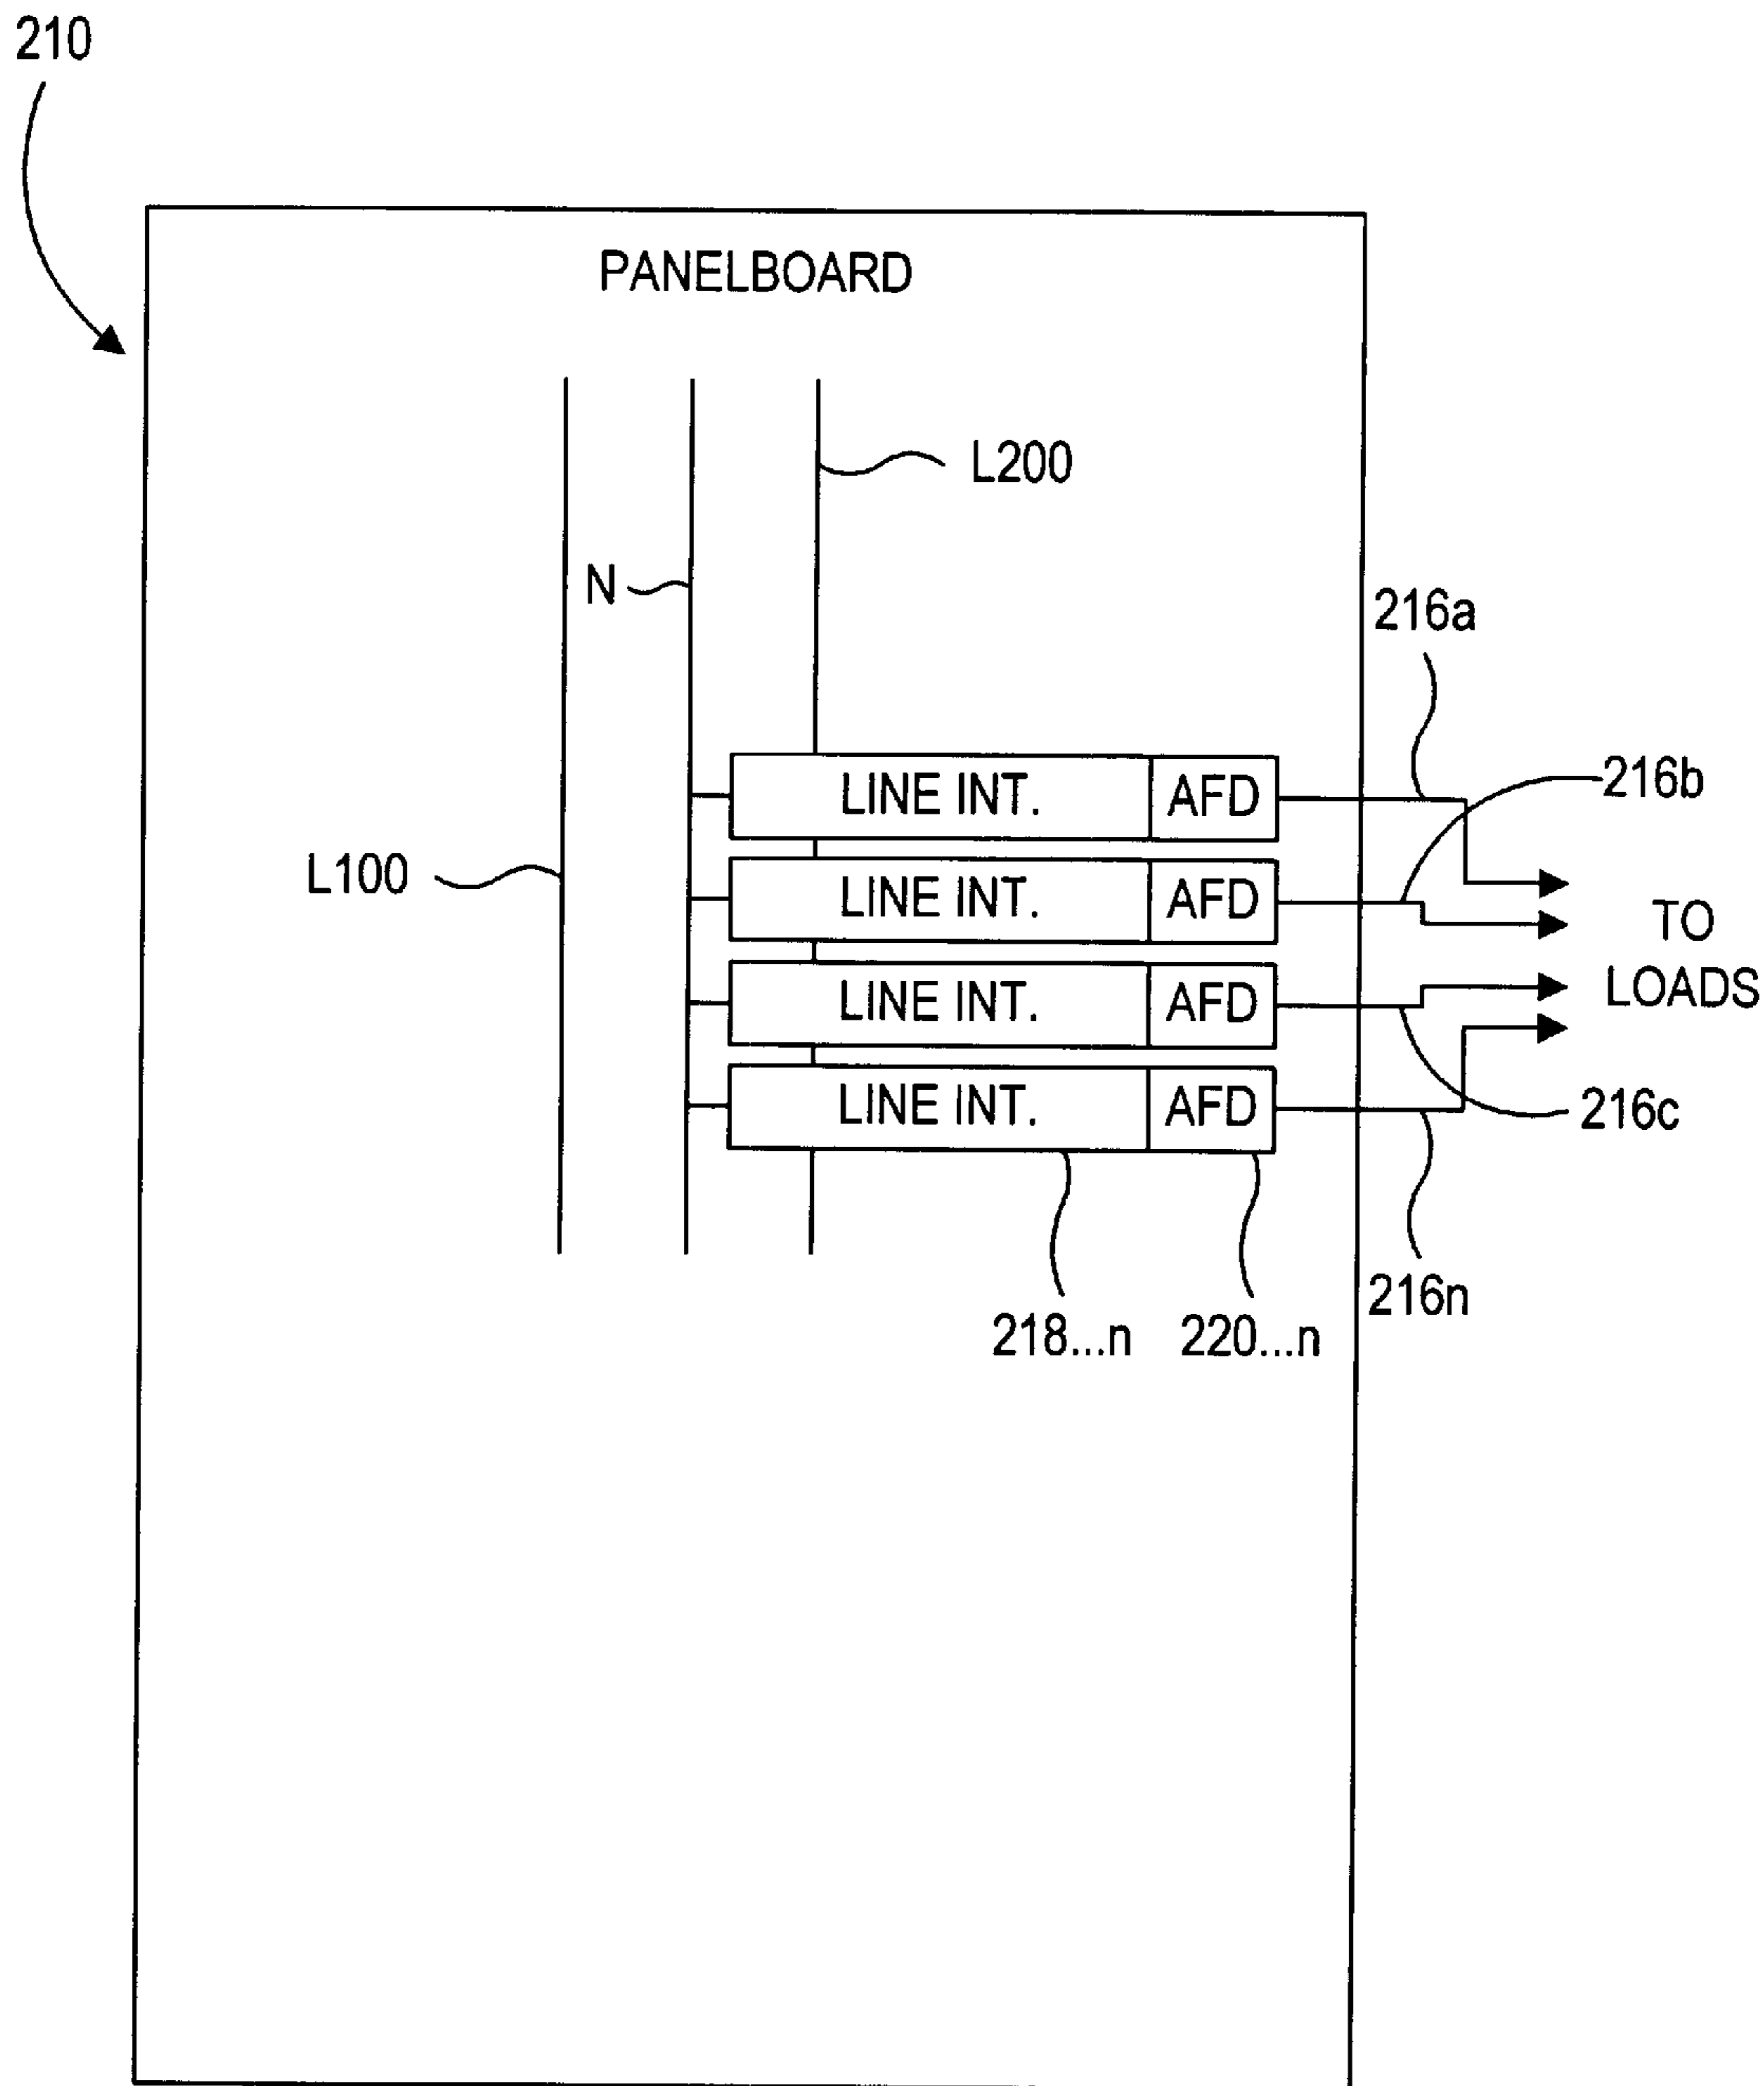 210
PANELBOARD
L200
N
216a
LINE INT. AFD
216b
L100
LINE INT. AFD
TO
LOADS
LINE INT. AFD
LINE INT. AFD
216c
216n
218...n
220...n